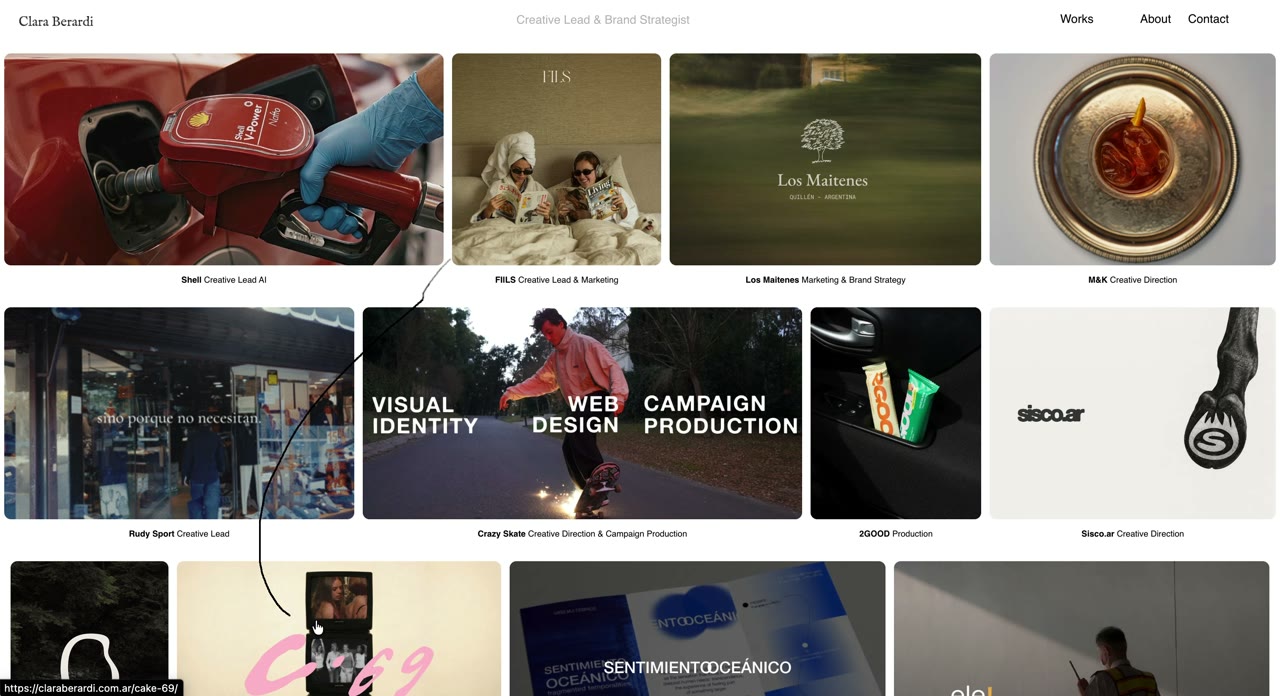 Clara Berardi
Creative Lead & Brand Strategist
Works
About
Contact
Shell
V-Power
Nitro
FIILS
Living
Los Maitenes
QUILLÉN - ARGENTINA
Shell Creative Lead AI
FIILS Creative Lead & Marketing
Los Maitenes Marketing & Brand Strategy
M&K Creative Direction
sino porque no necesitan.
VISUAL
IDENTITY
WEB
DESIGN
CAMPAIGN
PRODUCTION
sisco.ar
S
Rudy Sport Creative Lead
Crazy Skate Creative Direction & Campaign Production
2GOOD Production
Sisco.ar Creative Direction
C·69
SENTIMIENTOOCEÁNICO
ele!
https://claraberardi.com.ar/cake-69/